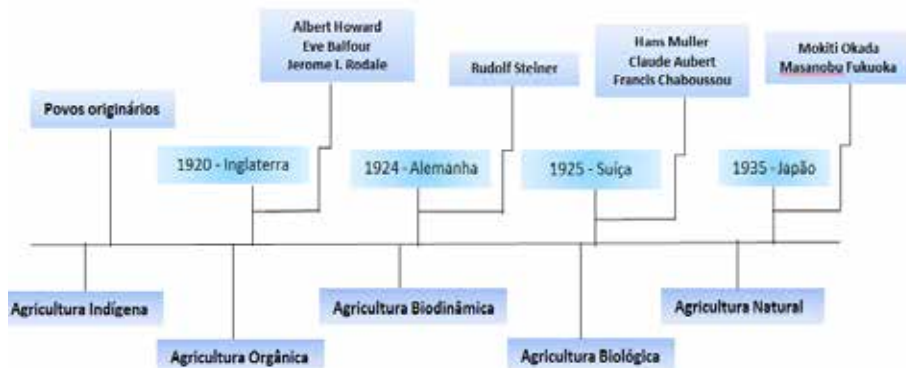 Albert Howard
Eve Balfour
Jerome I. Rodale
Rudolf Steiner
Hans Muller
Claude Aubert
Francis Chaboussou
Mokiti Okada
Masanobu Fukuoka
Povos originários
1920 - Inglaterra
1924 - Alemanha
1925 - Suíça
1935 - Japão
Agricultura Indígena
Agricultura Orgânica
Agricultura Biodinâmica
Agricultura Biológica
Agricultura Natural